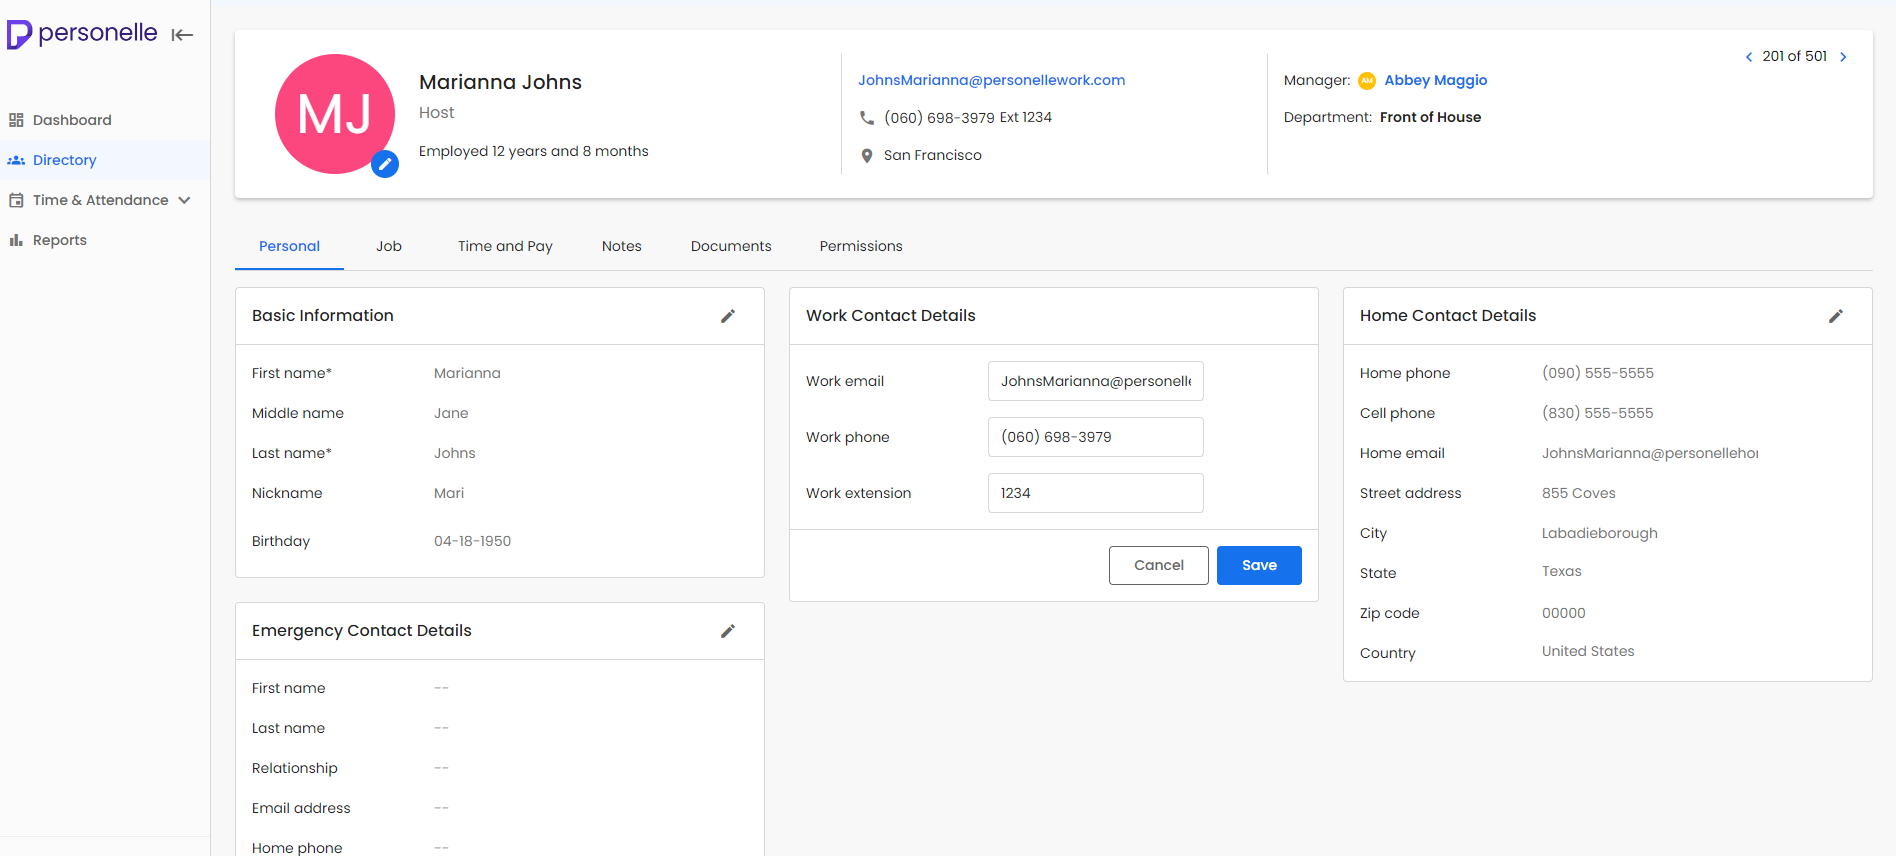 personelle
Dashboard
Directory
Time & Attendance
Reports
MJ
Marianna Johns
Host
Employed 12 years and 8 months
JohnsMarianna@personellework.com
(060) 698-3979 Ext 1234
San Francisco
Manager: AM Abbey Maggio
Department: Front of House
201 of 501
Personal Job Time and Pay Notes Documents Permissions
Basic Information
First name* Marianna
Middle name Jane
Last name* Johns
Nickname Mari
Birthday 04-18-1950
Emergency Contact Details
First name --
Last name --
Relationship --
Email address --
Home phone --
Work Contact Details
Work email JohnsMarianna@personelle
Work phone (060) 698-3979
Work extension 1234
Cancel Save
Home Contact Details
Home phone (090) 555-5555
Cell phone (830) 555-5555
Home email JohnsMarianna@personellehor
Street address 855 Coves
City Labadieborough
State Texas
Zip code 00000
Country United States